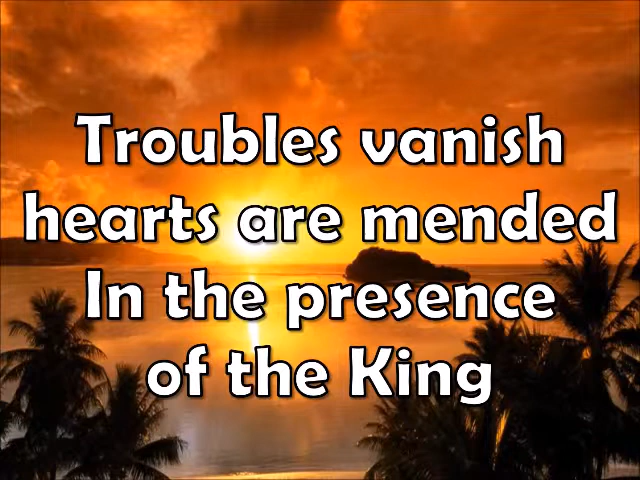 Troubles vanish
hearts are mended
In the presence
of the King